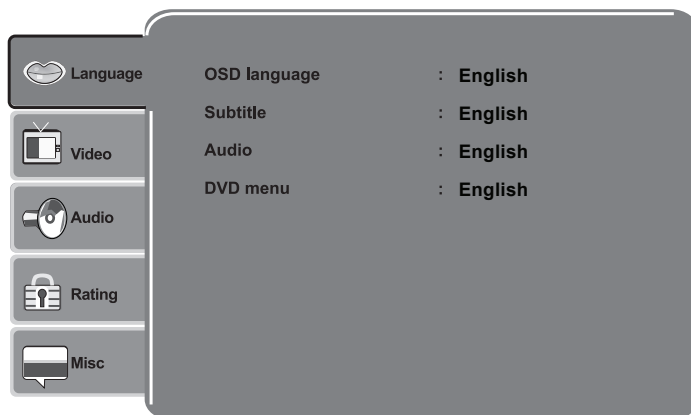 Language
Video
Audio
Rating
Misc
OSD language : English
Subtitle : English
Audio : English
DVD menu : English